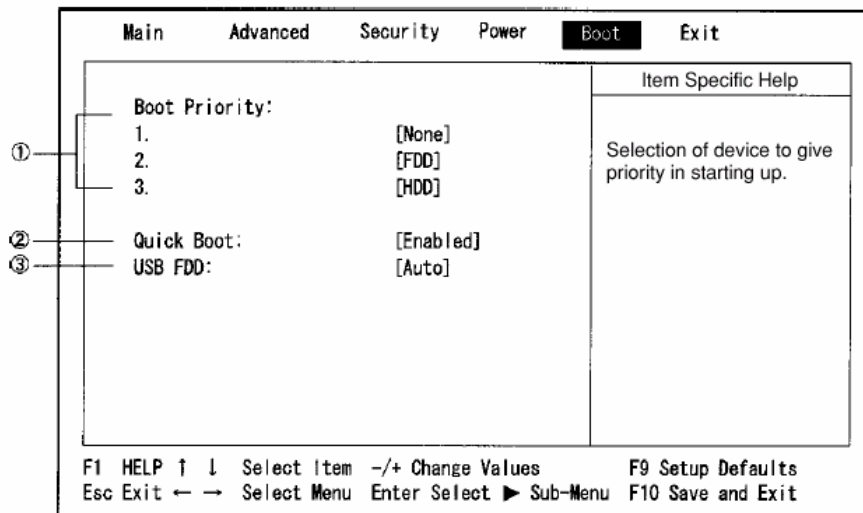 Main Advanced Security Power Boot Exit
Item Specific Help
Boot Priority:
① 1. [None]
2. [FDD]
3. [HDD]
Selection of device to give
priority in starting up.
② Quick Boot: [Enabled]
③ USB FDD: [Auto]
F1 HELP ↑ ↓ Select Item -/+ Change Values F9 Setup Defaults
Esc Exit ← → Select Menu Enter Select ▶ Sub-Menu F10 Save and Exit